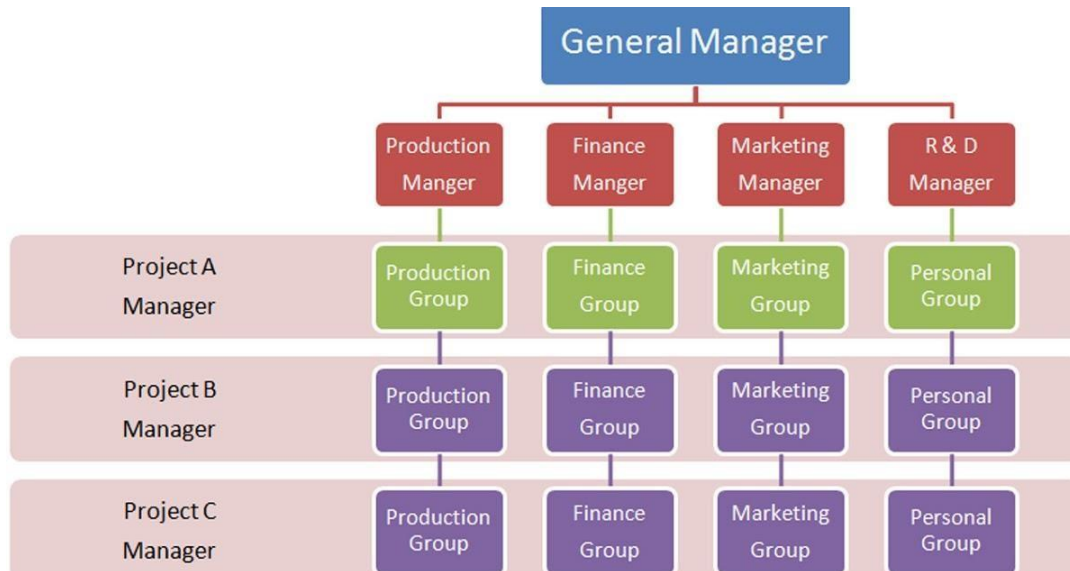 General Manager
Production
Manger
Finance
Manger
Marketing
Manager
R & D
Manager
Project A
Manager
Production
Group
Finance
Group
Marketing
Group
Personal
Group
Project B
Manager
Production
Group
Finance
Group
Marketing
Group
Personal
Group
Project C
Manager
Production
Group
Finance
Group
Marketing
Group
Personal
Group